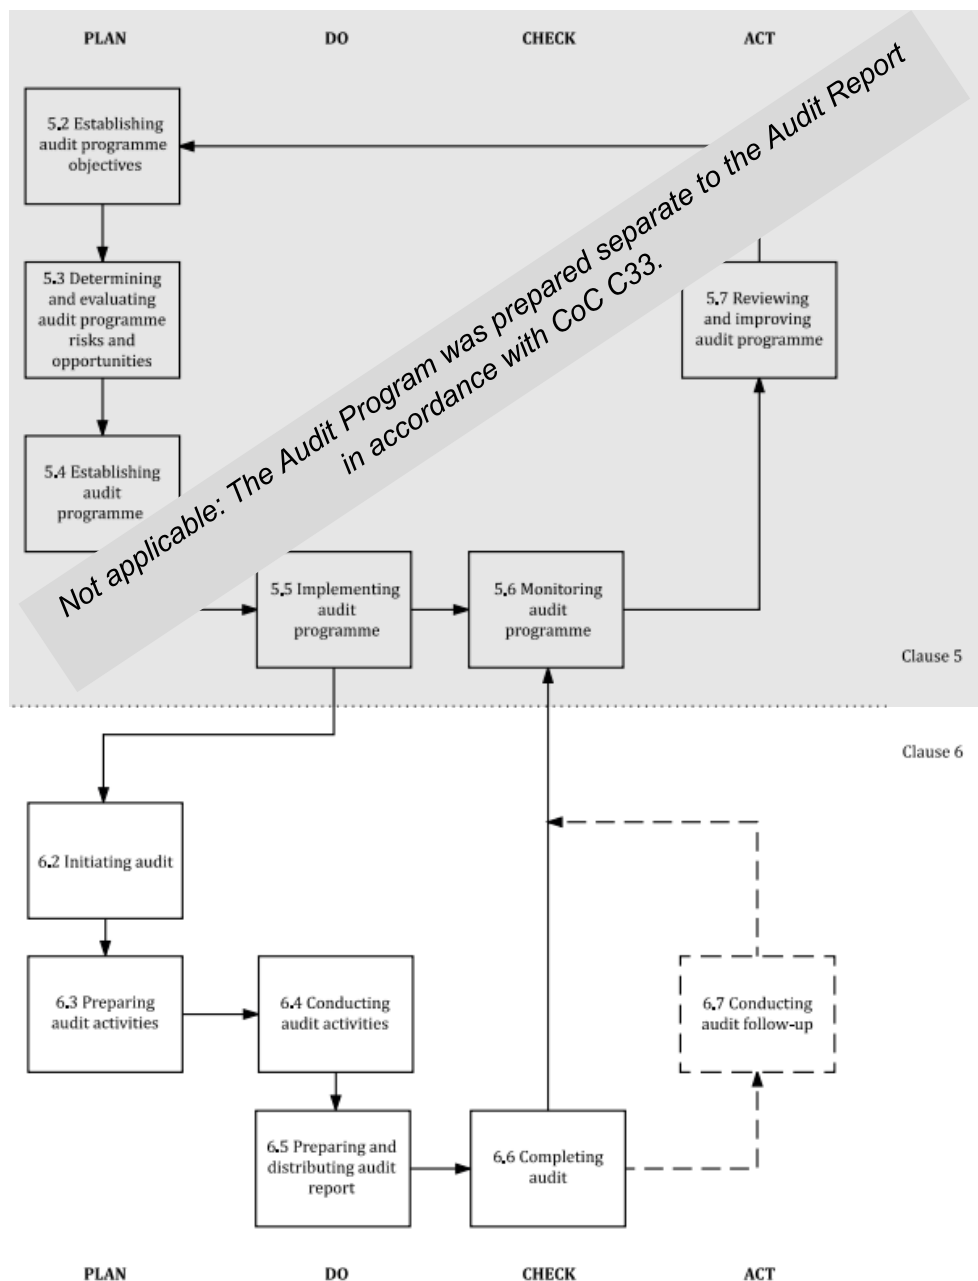 PLAN
DO
CHECK
ACT
5.2 Establishing
audit programme
objectives
5.3 Determining
and evaluating
audit programme
risks and
opportunities
5.4 Establishing
audit
programme
Not applicable: The Audit Program was prepared separate to the Audit Report
in accordance with CoC C33.
5.7 Reviewing
and improving
audit programme
5.5 Implementing
audit
programme
5.6 Monitoring
audit
programme
Clause 5
Clause 6
6.2 Initiating audit
6.3 Preparing
audit activities
6.4 Conducting
audit activities
6.7 Conducting
audit follow-up
6.5 Preparing and
distributing audit
report
6.6 Completing
audit
PLAN
DO
CHECK
ACT